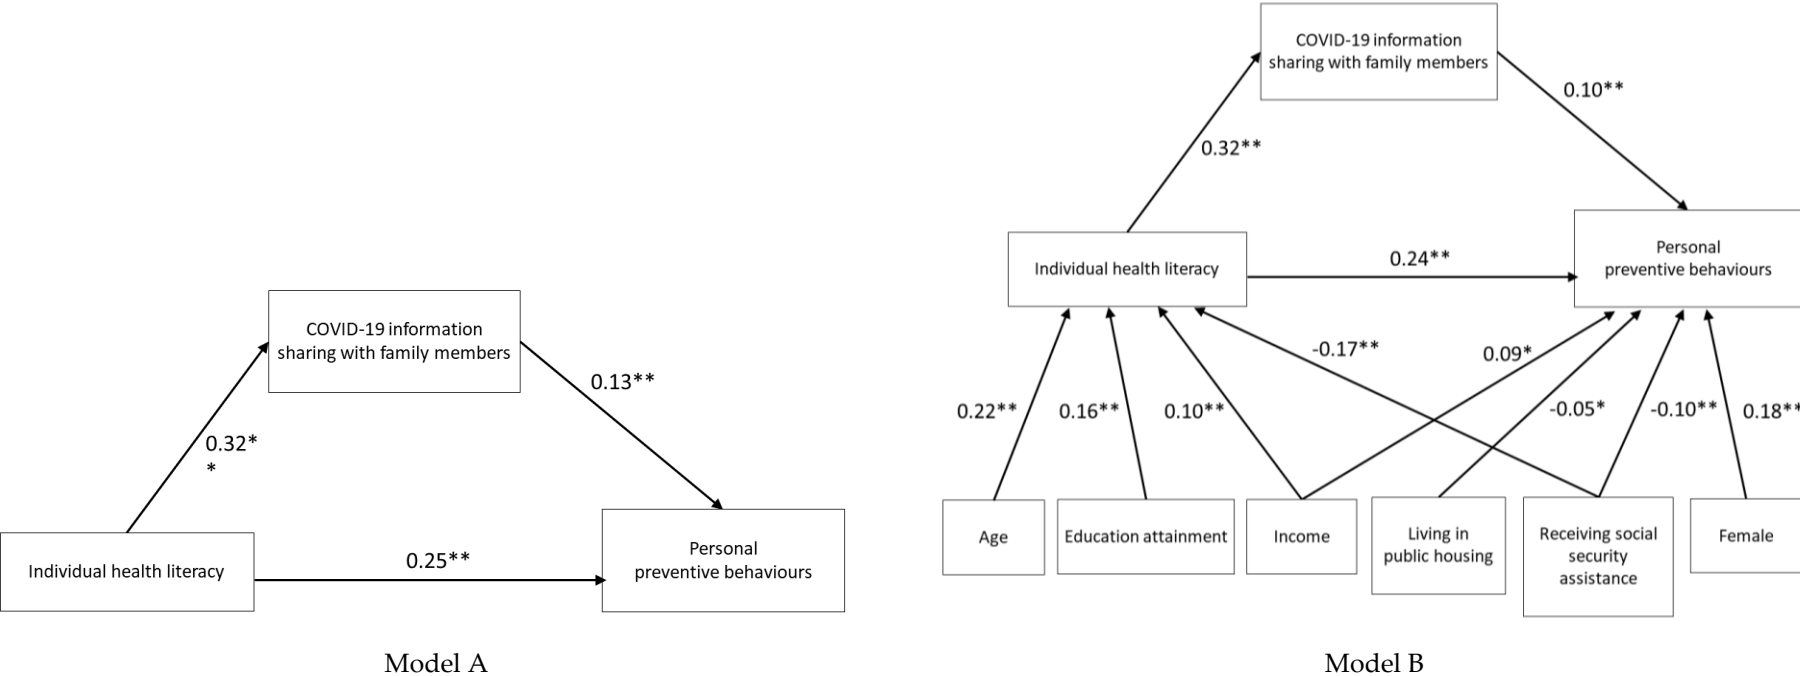 COVID-19 information
sharing with family members
0.32*
*
0.13**
Individual health literacy
0.25**
Personal
preventive behaviours
Model A
COVID-19 information
sharing with family members
0.10**
0.32**
Individual health literacy
0.24**
Personal
preventive behaviours
-0.17**
0.09*
0.22**
0.16**
0.10**
-0.05*
-0.10**
0.18**
Age
Education attainment
Income
Living in
public housing
Receiving social
security
assistance
Female
Model B